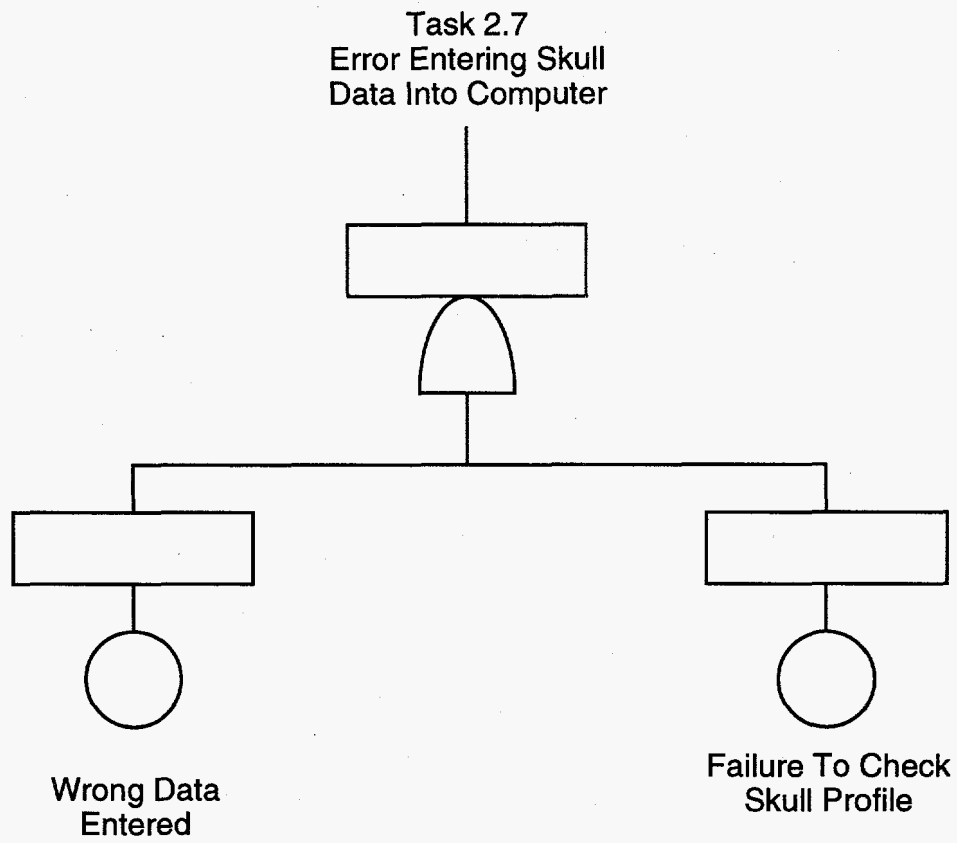 Task 2.7
Error Entering Skull
Data Into Computer
Wrong Data
Entered
Failure To Check
Skull Profile